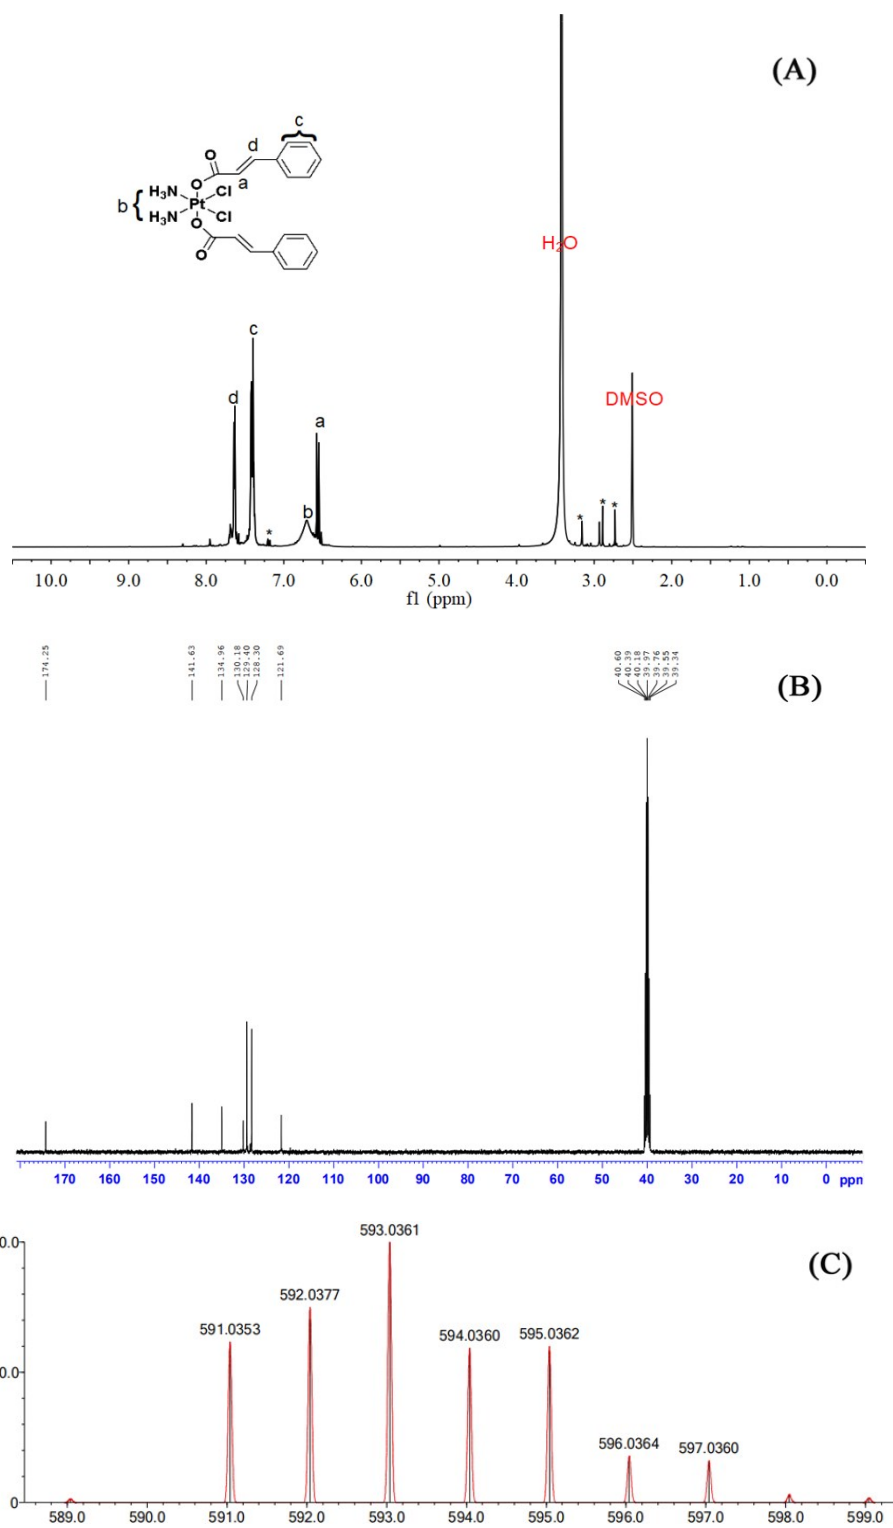 (A)
c
d
O
a
O
H₃N
Cl
b { Pt
H₃N
Cl
O
O
H₂O
c
d
DMSO
a
b
*
*
*
*
10.0 9.0 8.0 7.0 6.0 5.0 4.0 3.0 2.0 1.0 0.0
f1 (ppm)
174.25
141.63
134.96
130.18
129.40
128.30
121.69
40.60
40.39
40.18
39.97
39.76
39.55
39.34
(B)
170 160 150 140 130 120 110 100 90 80 70 60 50 40 30 20 10 0 ppm
(C)
593.0361
592.0377
591.0353
594.0360
595.0362
596.0364
597.0360
0.0
0.0
0
589.0 590.0 591.0 592.0 593.0 594.0 595.0 596.0 597.0 598.0 599.0